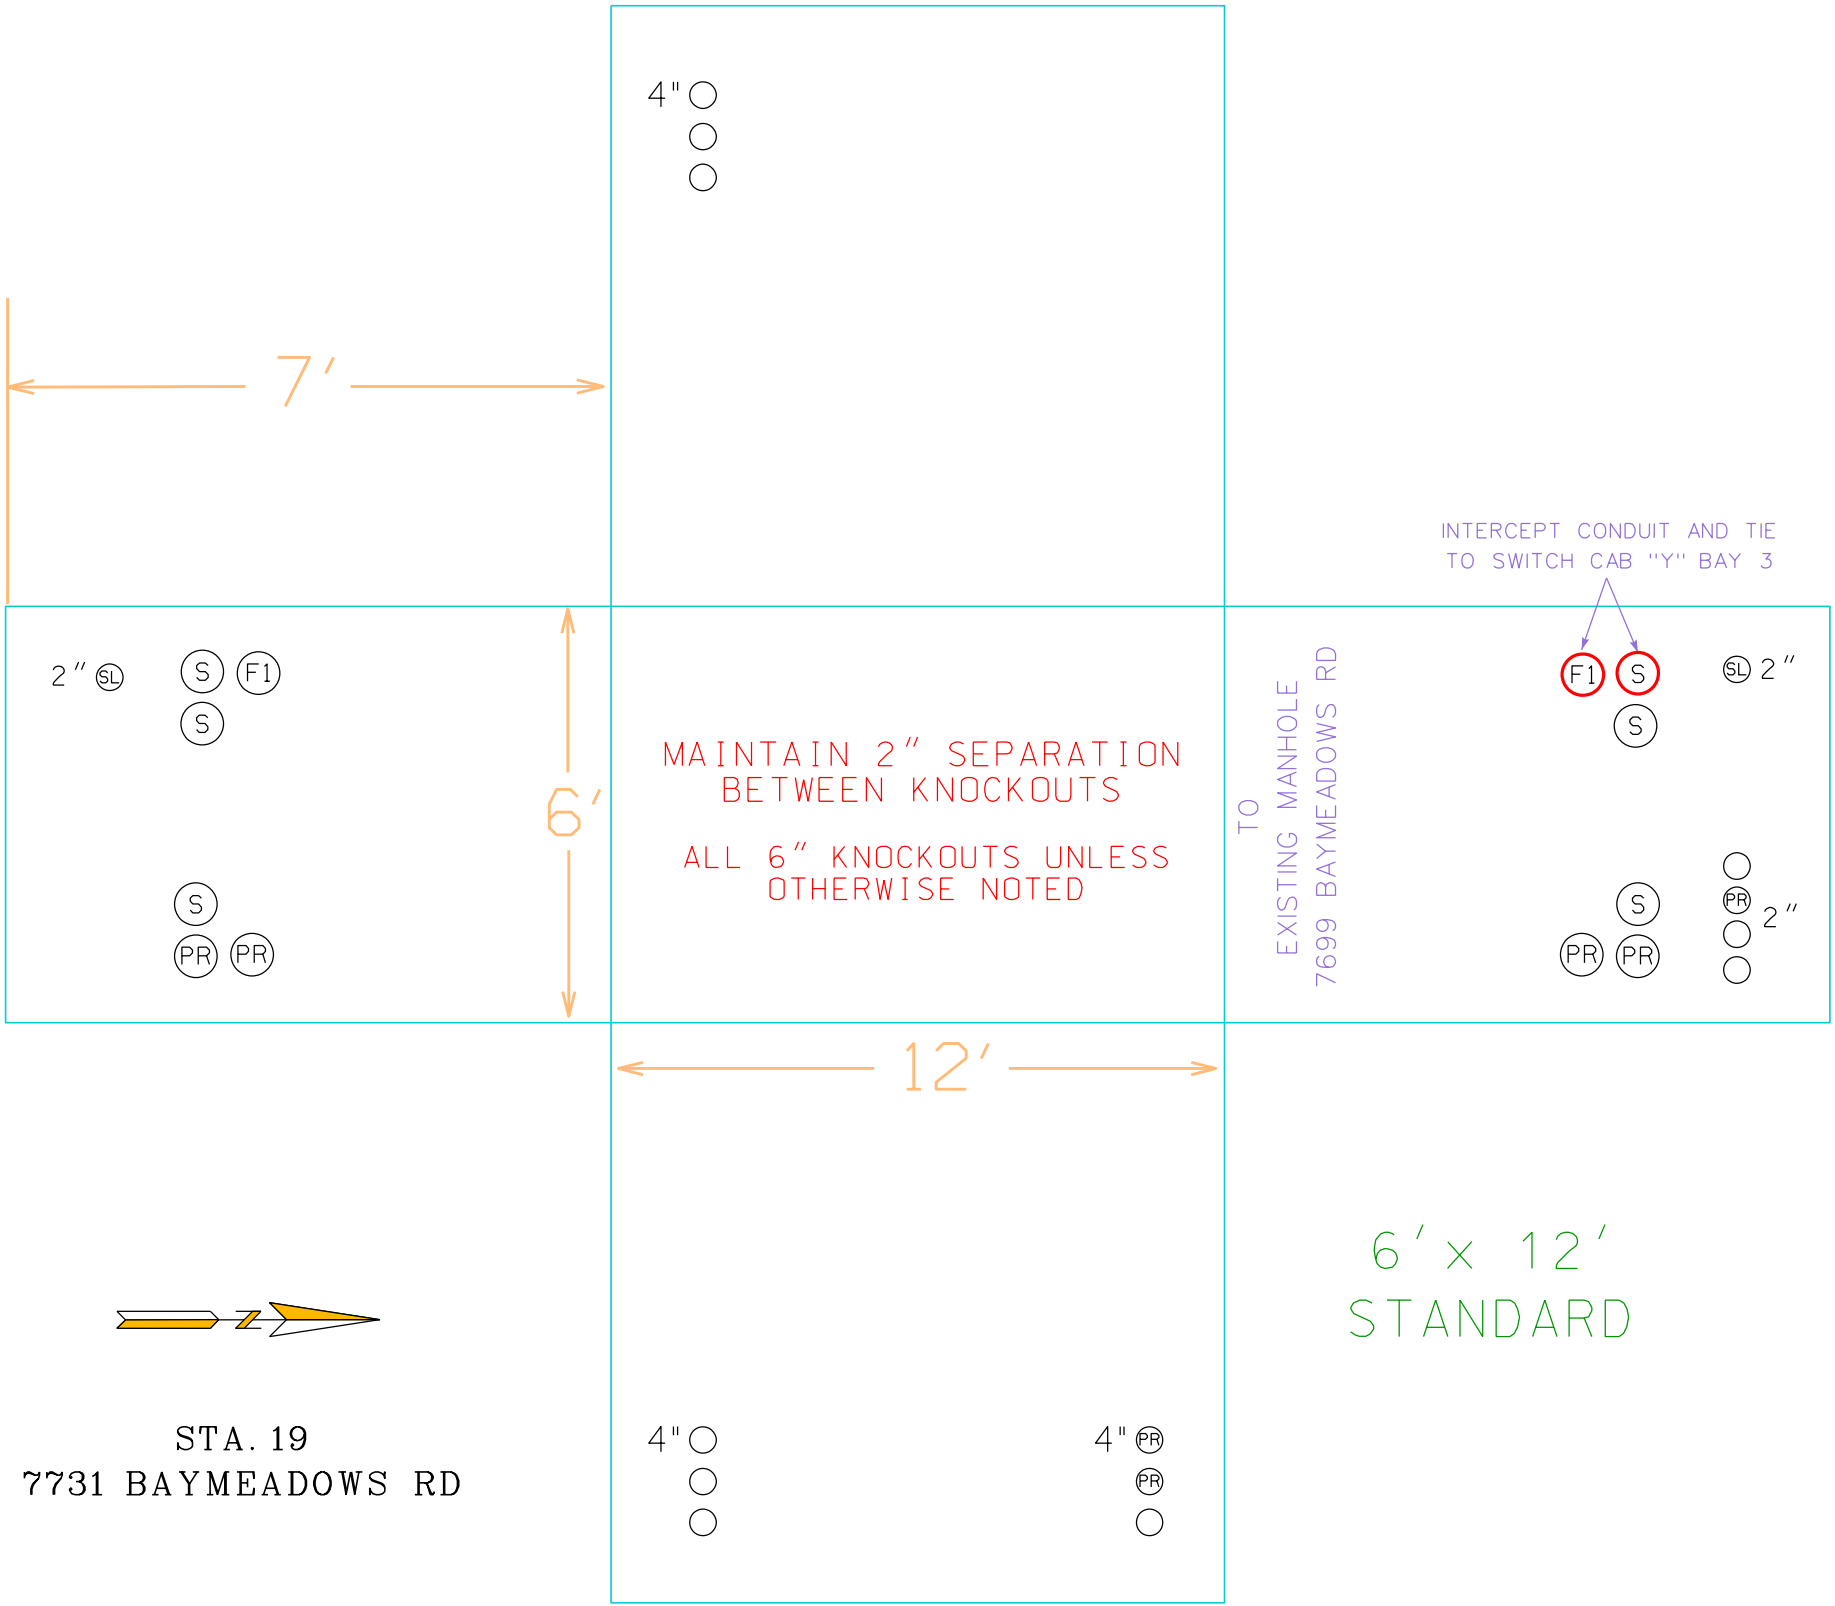 4"
7'
INTERCEPT CONDUIT AND TIE
TO SWITCH CAB "Y" BAY 3
2" SL S F1
S
S
PR PR
6'
MAINTAIN 2" SEPARATION
BETWEEN KNOCKOUTS
ALL 6" KNOCKOUTS UNLESS
OTHERWISE NOTED
TO
EXISTING MANHOLE
7699 BAYMEADOWS RD
F1 S SL 2"
S
S PR 2"
PR PR
12'
6' x 12'
STANDARD
N
4" 4" PR
PR
STA. 19
7731 BAYMEADOWS RD